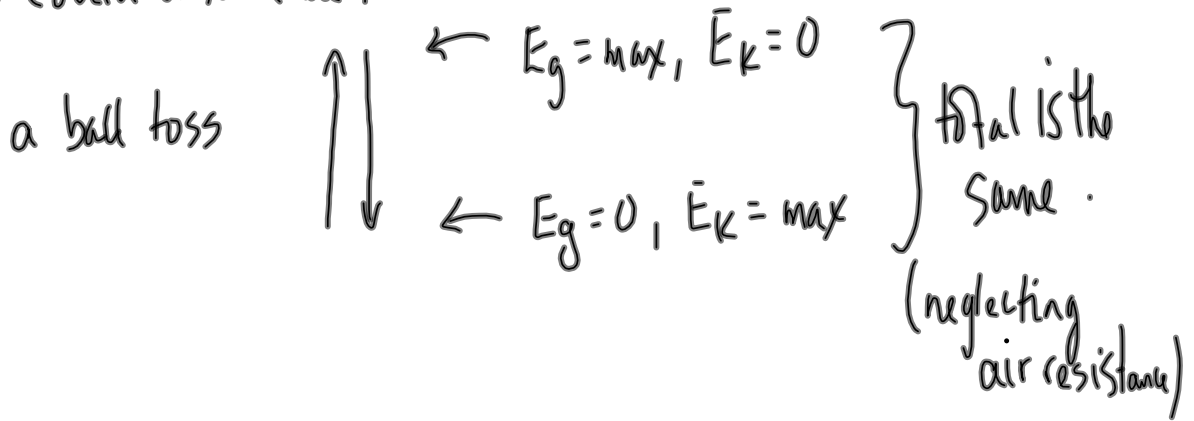 Eg = max, Ek = 0
a ball toss
total is the
same.
Eg = 0, Ek = max
(neglecting
air resistance)